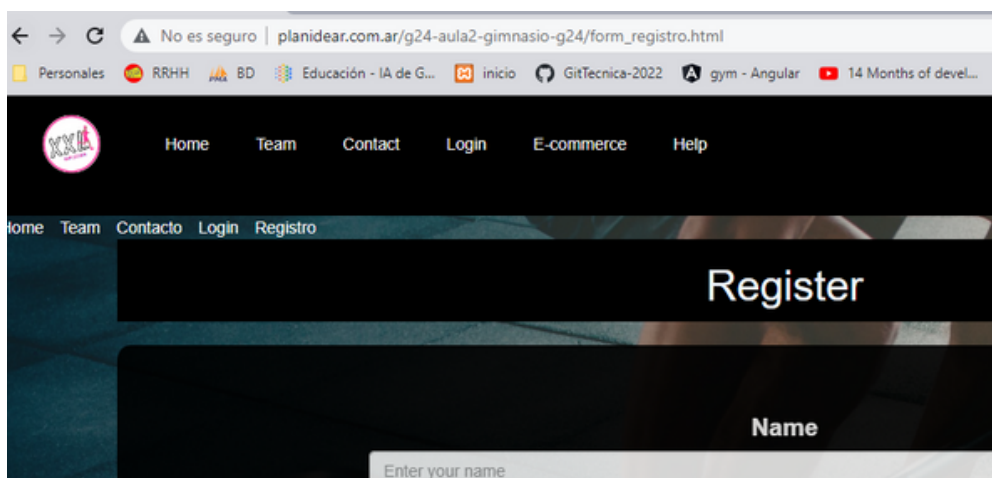 No es seguro | planidear.com.ar/g24-aula2-gimnasio-g24/form_registro.html
Personales RRHH BD Educación - IA de G... inicio GitTecnica-2022 gym - Angular 14 Months of devel...
XXL
Home Team Contact Login E-commerce Help
Home Team Contacto Login Registro
Register
Name
Enter your name